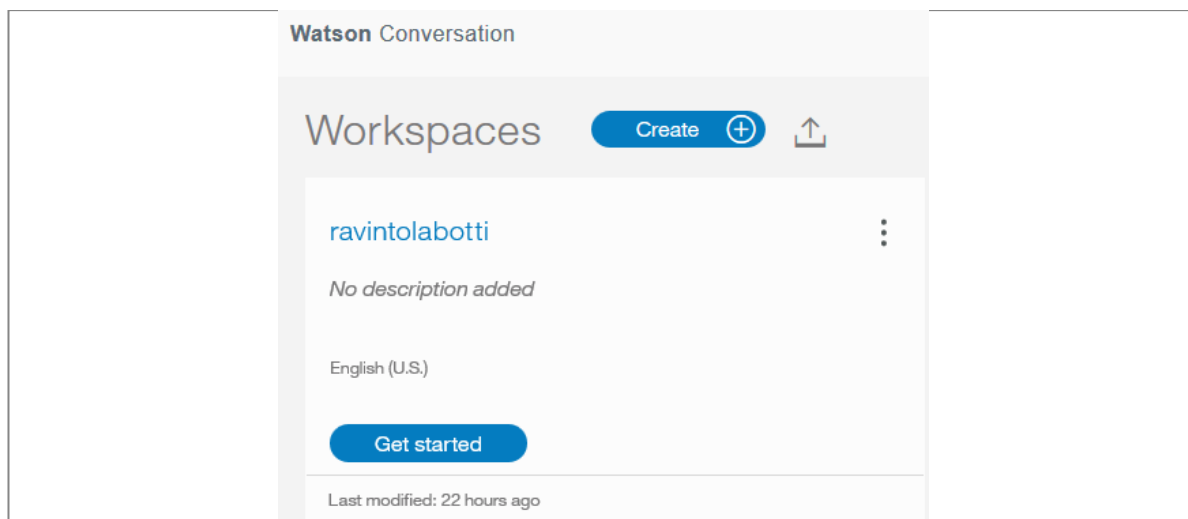 Watson Conversation
Workspaces Create
ravintolabotti
No description added
English (U.S.)
Get started
Last modified: 22 hours ago